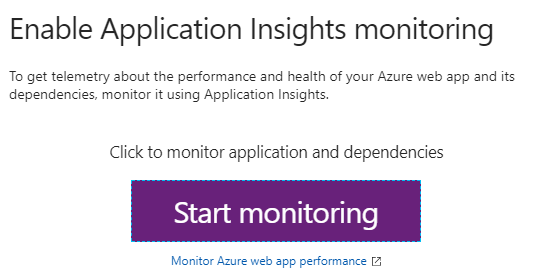 Enable Application Insights monitoring
To get telemetry about the performance and health of your Azure web app and its
dependencies, monitor it using Application Insights.
Click to monitor application and dependencies
Start monitoring
Monitor Azure web app performance